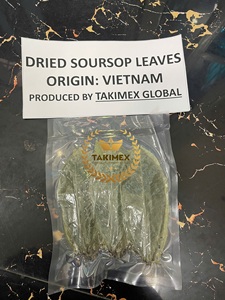 DRIED SOURSOP LEAVES
ORIGIN: VIETNAM
PRODUCED BY TAKIMEX GLOBAL
TAKIMEX